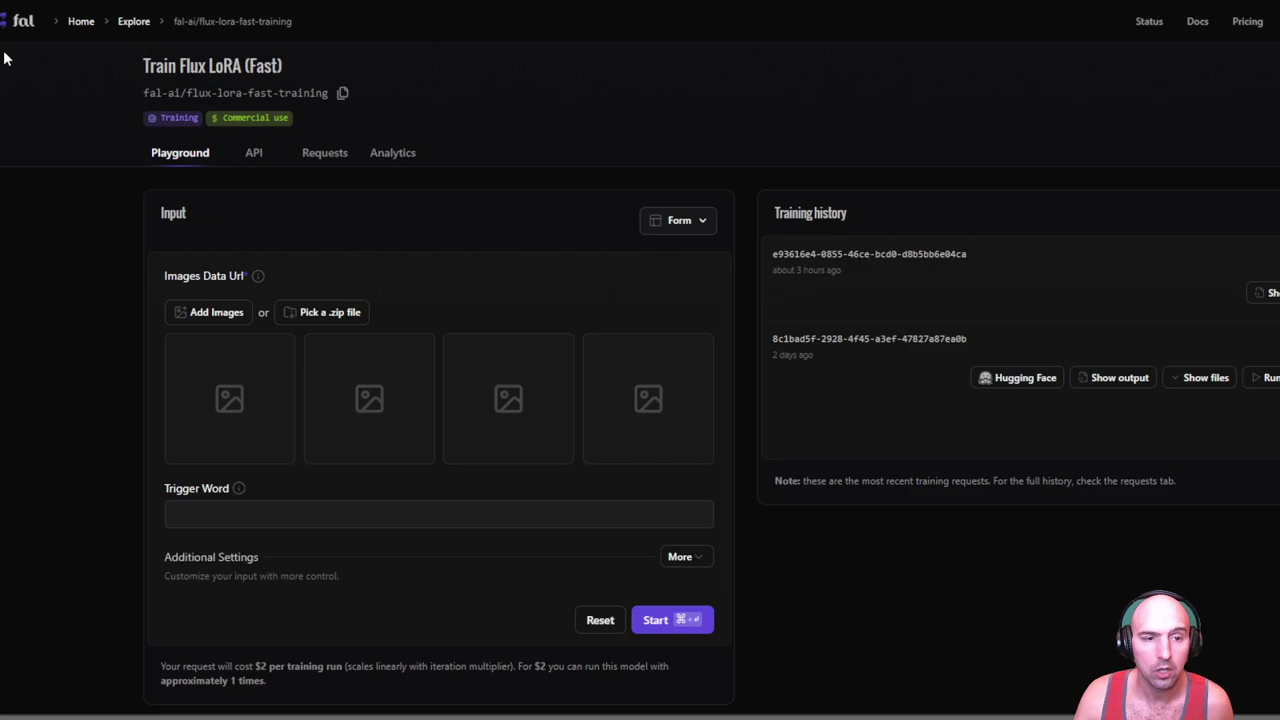 fal > Home > Explore > fal-ai/flux-lora-fast-training Status Docs Pricing
Train Flux LoRA (Fast)
fal-ai/flux-lora-fast-training
Training $ Commercial use
Playground API Requests Analytics
Input
Form
Images Data Url*
Add Images or Pick a .zip file
Trigger Word
Additional Settings More
Customize your input with more control.
Reset Start ⌘+⏎
Your request will cost $2 per training run (scales linearly with iteration multiplier). For $2 you can run this model with
approximately 1 times.
Training history
e93616e4-0855-46ce-bcd0-d8b5bb6e04ca
about 3 hours ago
8c1bad5f-2928-4f45-a3ef-47827a87ea0b
2 days ago
Hugging Face Show output Show files Run
Note: these are the most recent training requests. For the full history, check the requests tab.